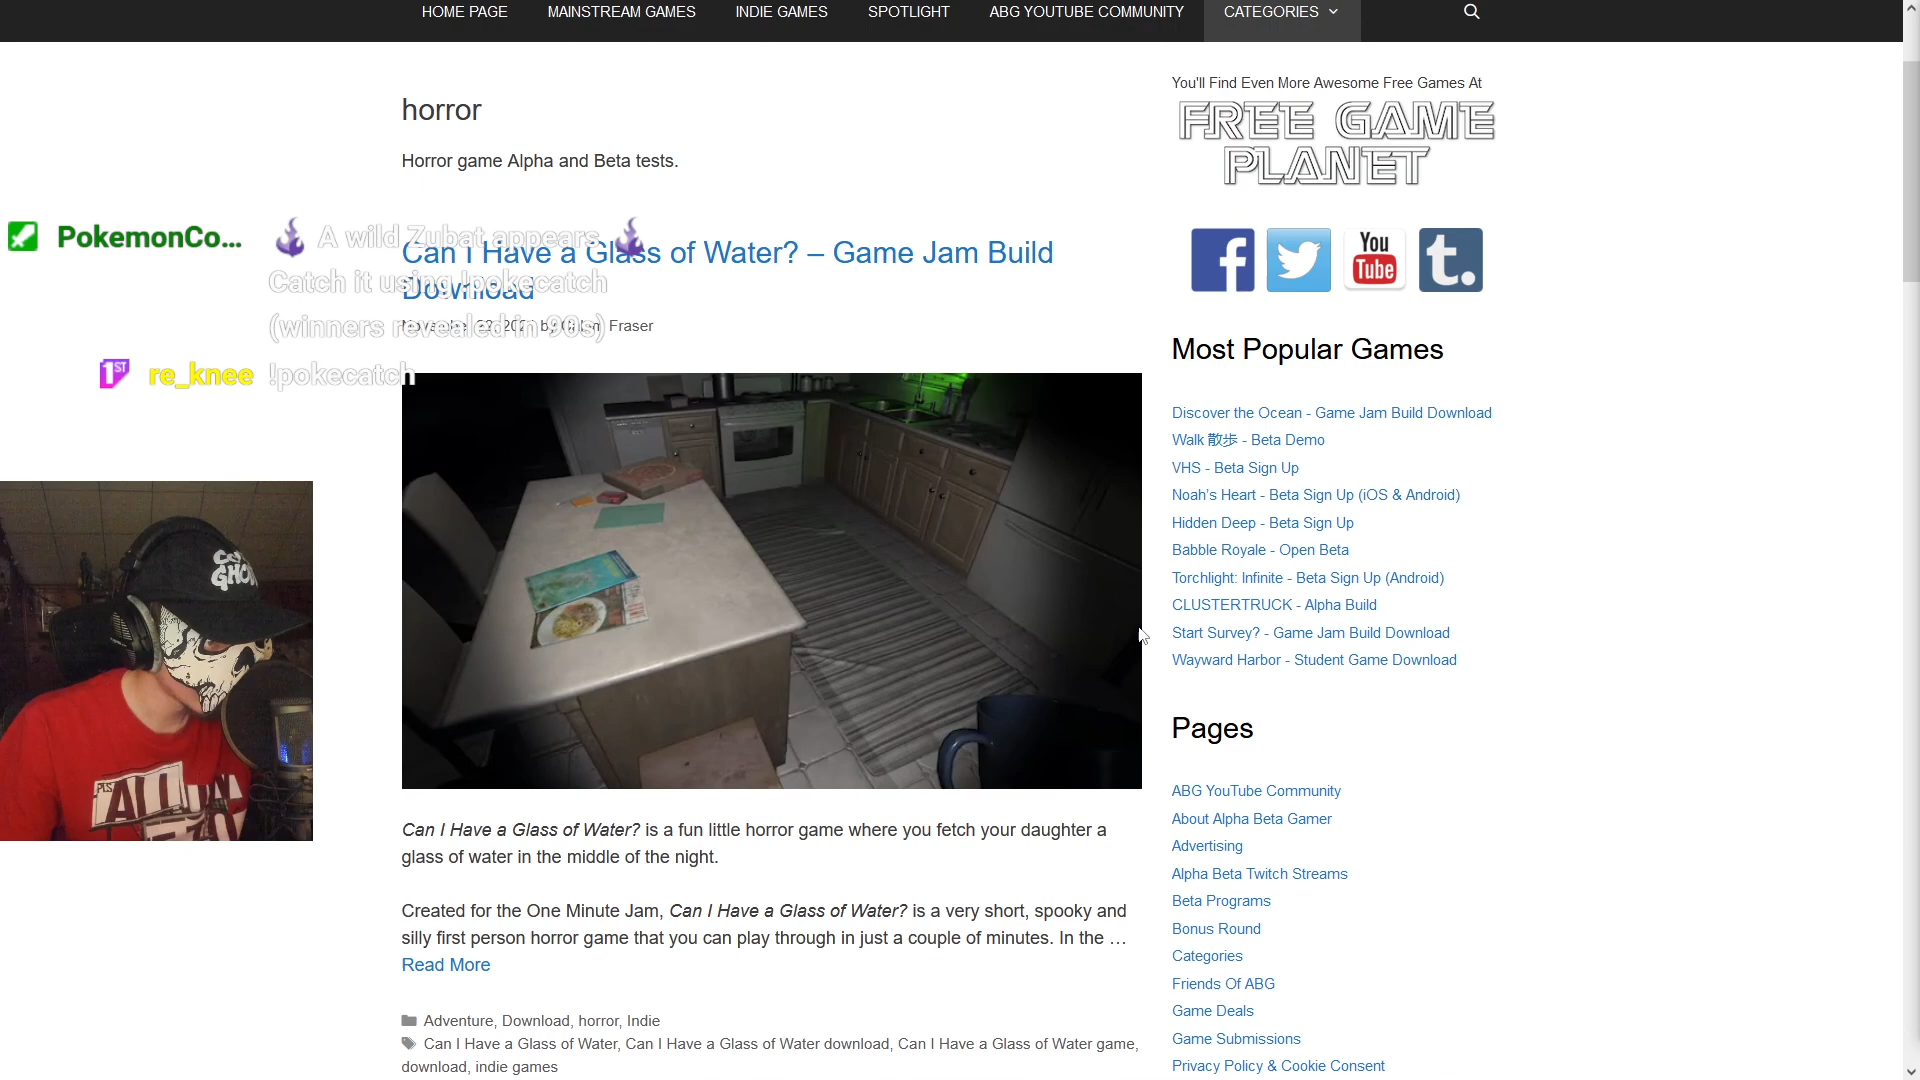 HOME PAGE MAINSTREAM GAMES INDIE GAMES SPOTLIGHT ABG YOUTUBE COMMUNITY CATEGORIES
You'll Find Even More Awesome Free Games At
FREE GAME
PLANET
horror
Horror game Alpha and Beta tests.
PokemonCo... A wild Zubat appears
Catch it using !pokecatch
(winners revealed in 90s)
1ST re_knee !pokecatch
Can I Have a Glass of Water? – Game Jam Build
Download
Fraser
You
Tube
t.
Most Popular Games
Discover the Ocean - Game Jam Build Download
Walk 散歩 - Beta Demo
VHS - Beta Sign Up
Noah's Heart - Beta Sign Up (iOS & Android)
Hidden Deep - Beta Sign Up
Babble Royale - Open Beta
Torchlight: Infinite - Beta Sign Up (Android)
CLUSTERTRUCK - Alpha Build
Start Survey? - Game Jam Build Download
Wayward Harbor - Student Game Download
Pages
ABG YouTube Community
About Alpha Beta Gamer
Advertising
Alpha Beta Twitch Streams
Beta Programs
Bonus Round
Categories
Friends Of ABG
Game Deals
Game Submissions
Privacy Policy & Cookie Consent
Can I Have a Glass of Water? is a fun little horror game where you fetch your daughter a
glass of water in the middle of the night.
Created for the One Minute Jam, Can I Have a Glass of Water? is a very short, spooky and
silly first person horror game that you can play through in just a couple of minutes. In the …
Read More
Adventure, Download, horror, Indie
Can I Have a Glass of Water, Can I Have a Glass of Water download, Can I Have a Glass of Water game,
download, indie games